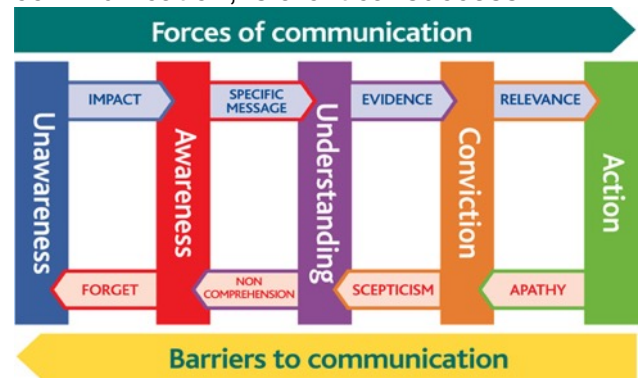 Forces of communication
Unawareness
IMPACT
Awareness
SPECIFIC
MESSAGE
Understanding
EVIDENCE
Conviction
RELEVANCE
Action
FORGET
NON
COMPREHENSION
SCEPTICISM
APATHY
Barriers to communication